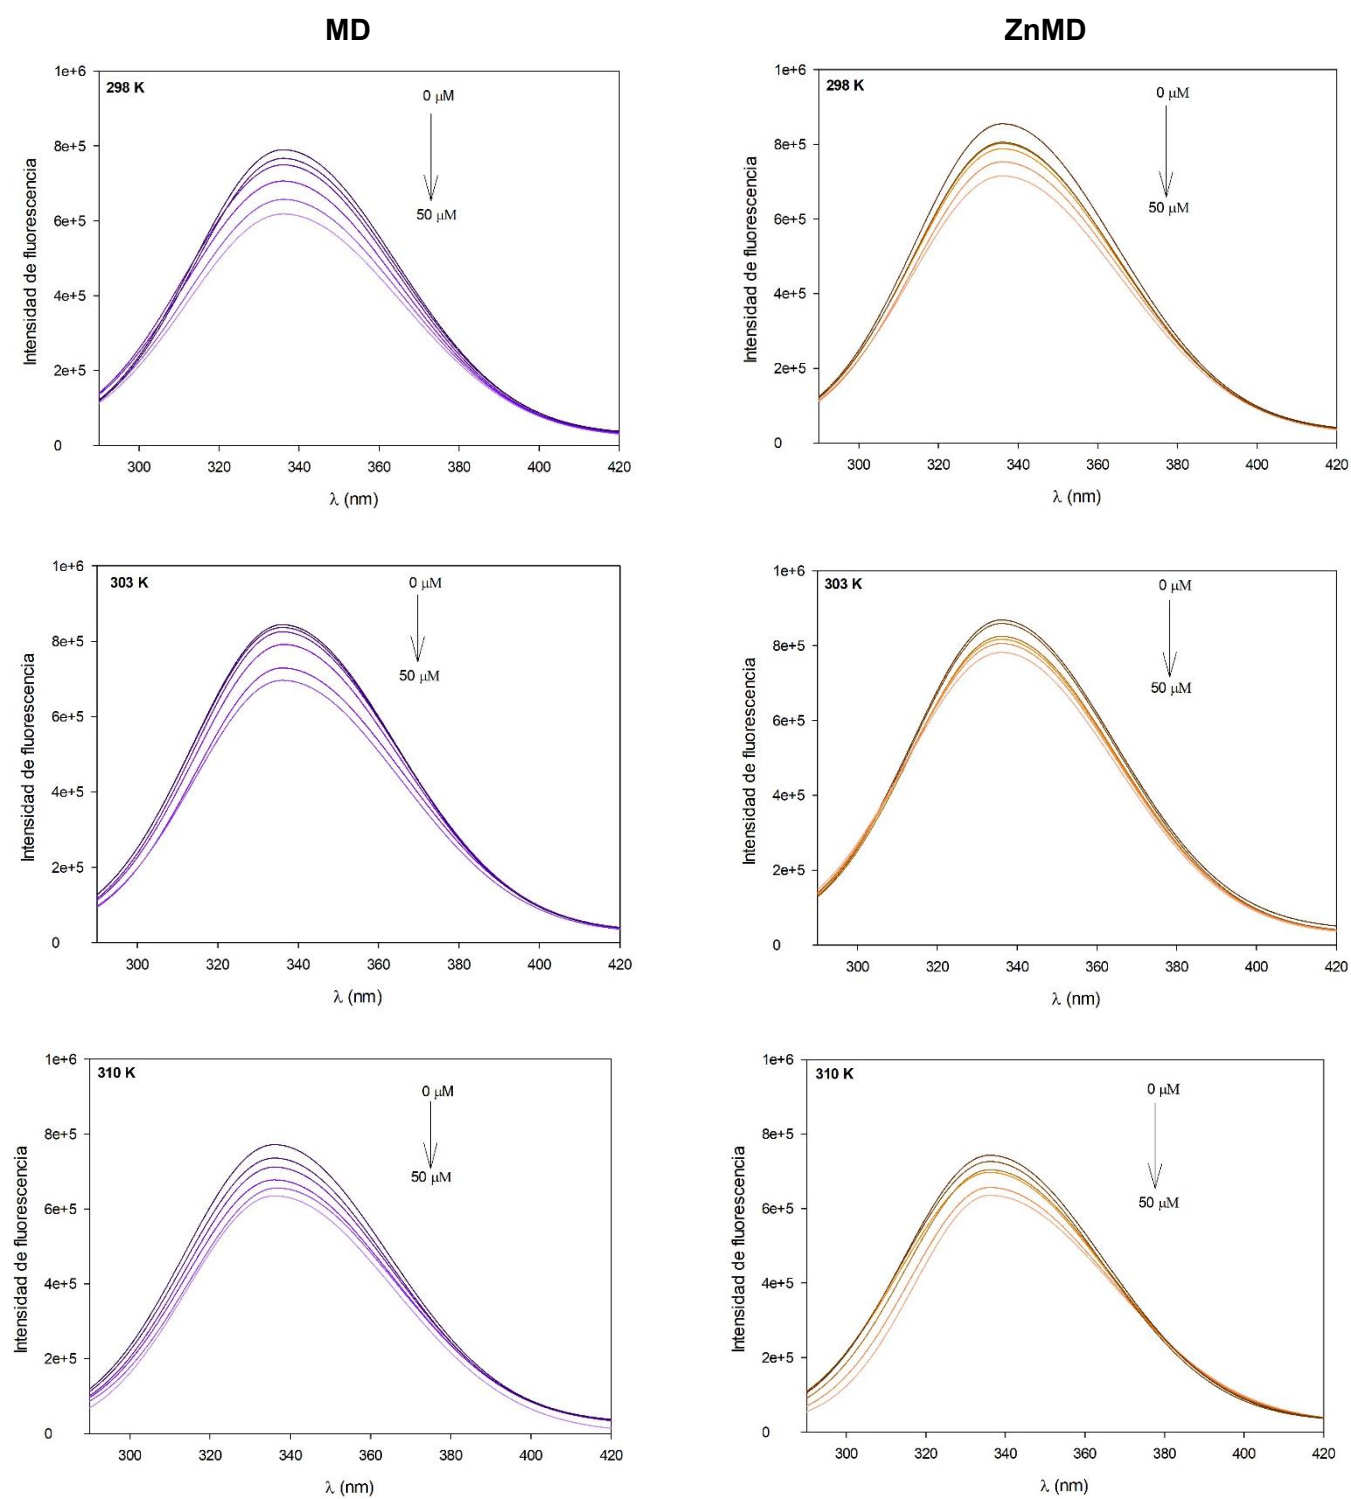 MD
ZnMD
1e+6
298 K
0 μM
8e+5
6e+5
50 μM
4e+5
2e+5
0
Intensidad de fluorescencia
300 320 340 360 380 400 420
λ (nm)
1e+6
298 K
0 μM
8e+5
6e+5
50 μM
4e+5
2e+5
0
Intensidad de fluorescencia
300 320 340 360 380 400 420
λ (nm)
1e+6
303 K
0 μM
8e+5
50 μM
6e+5
4e+5
2e+5
0
Intensidad de fluorescencia
300 320 340 360 380 400 420
λ (nm)
1e+6
303 K
0 μM
8e+5
50 μM
6e+5
4e+5
2e+5
0
Intensidad de fluorescencia
300 320 340 360 380 400 420
λ (nm)
1e+6
310 K
0 μM
8e+5
50 μM
6e+5
4e+5
2e+5
0
Intensidad de fluorescencia
300 320 340 360 380 400 420
λ (nm)
1e+6
310 K
0 μM
8e+5
50 μM
6e+5
4e+5
2e+5
0
Intensidad de fluorescencia
300 320 340 360 380 400 420
λ (nm)